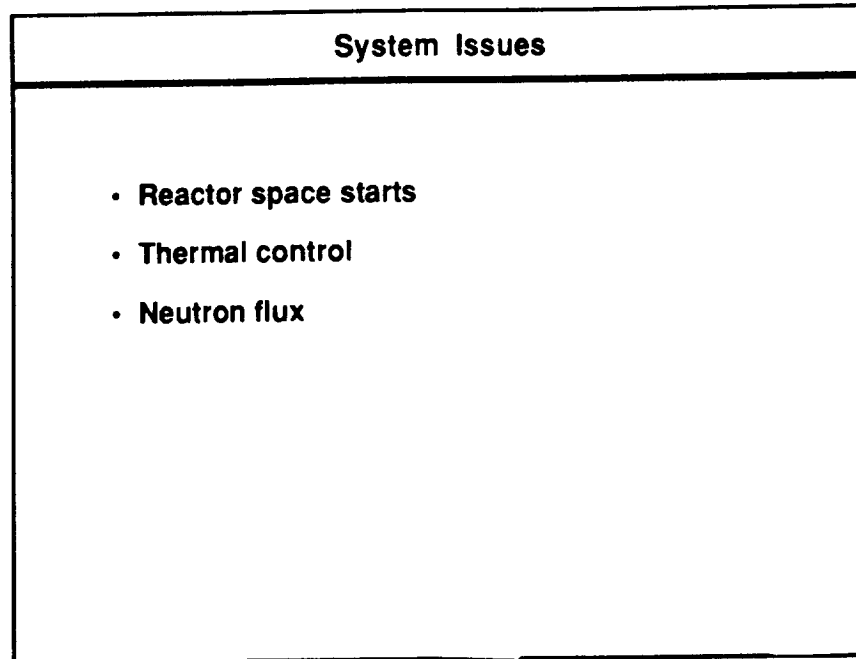 System Issues
• Reactor space starts
• Thermal control
• Neutron flux